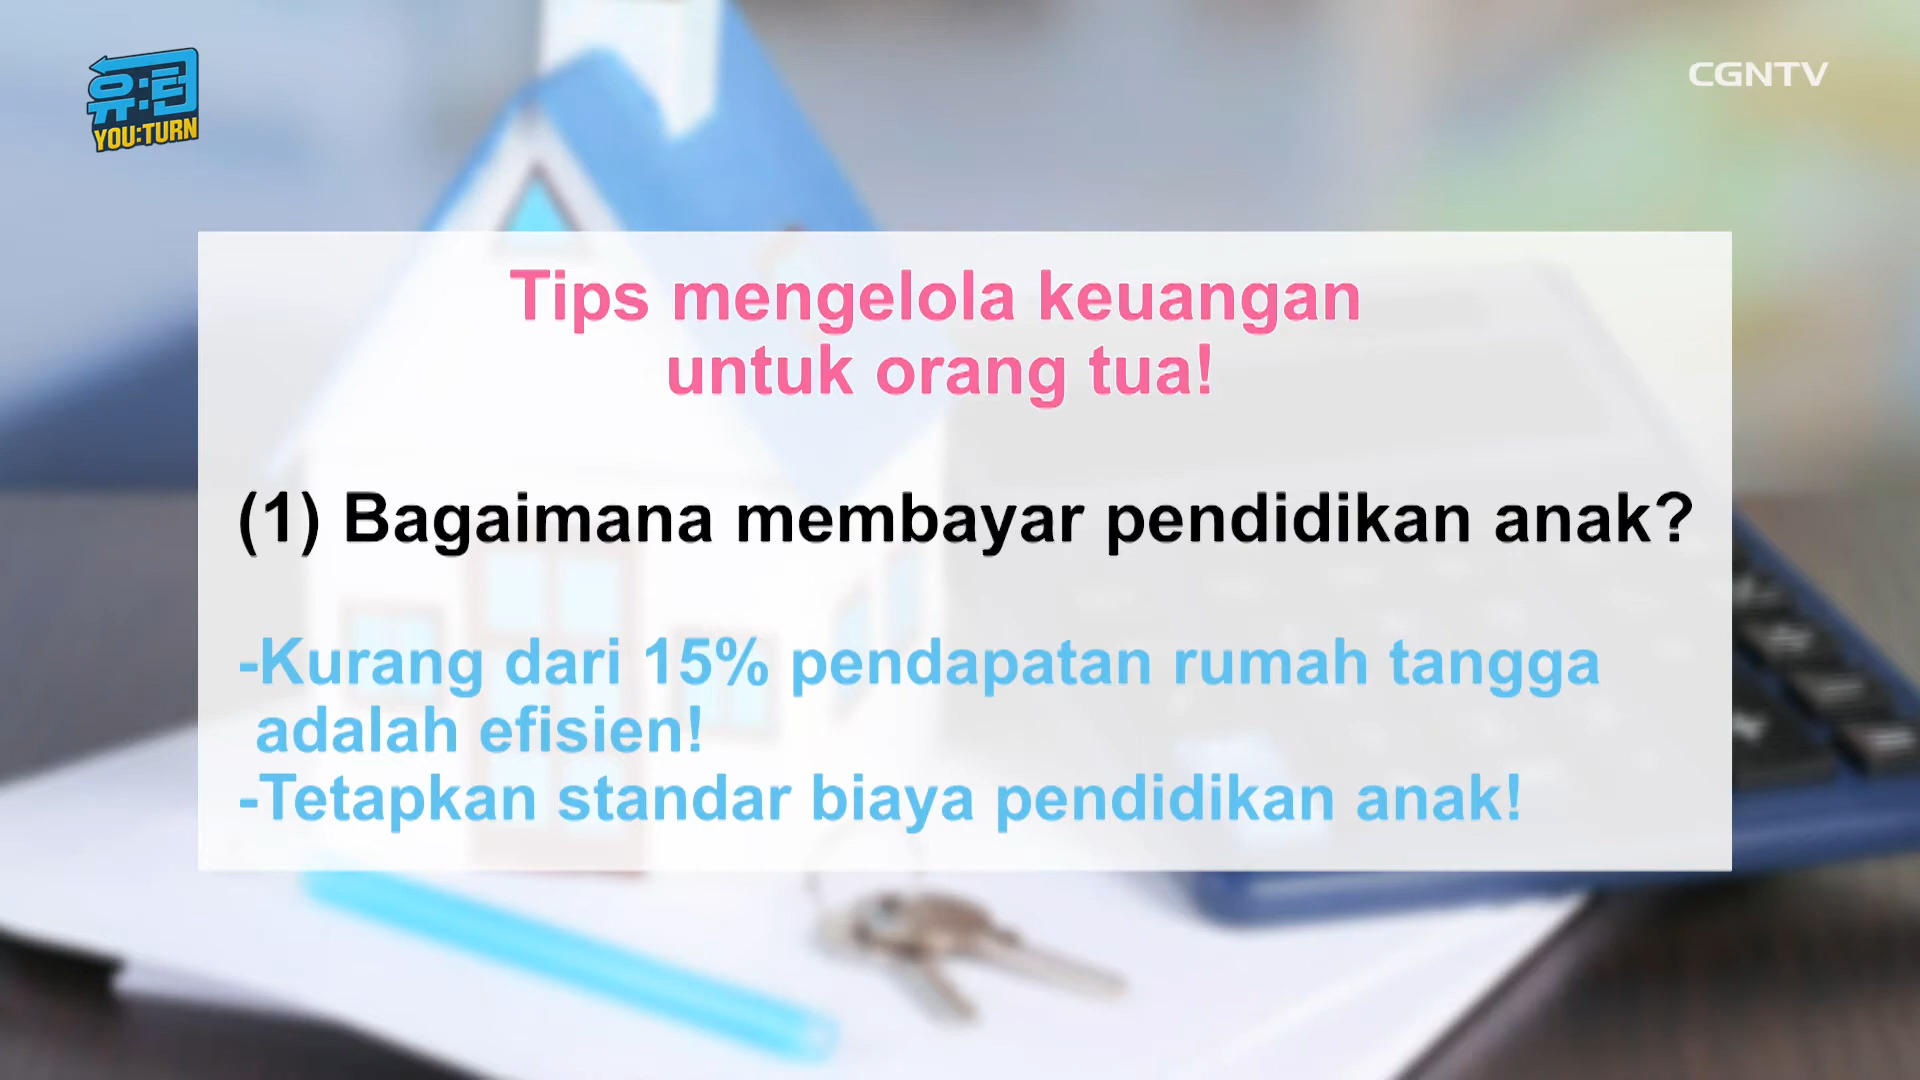 유:턴
YOU:TURN
CGNTV
Tips mengelola keuangan
untuk orang tua!
(1) Bagaimana membayar pendidikan anak?
-Kurang dari 15% pendapatan rumah tangga
adalah efisien!
-Tetapkan standar biaya pendidikan anak!